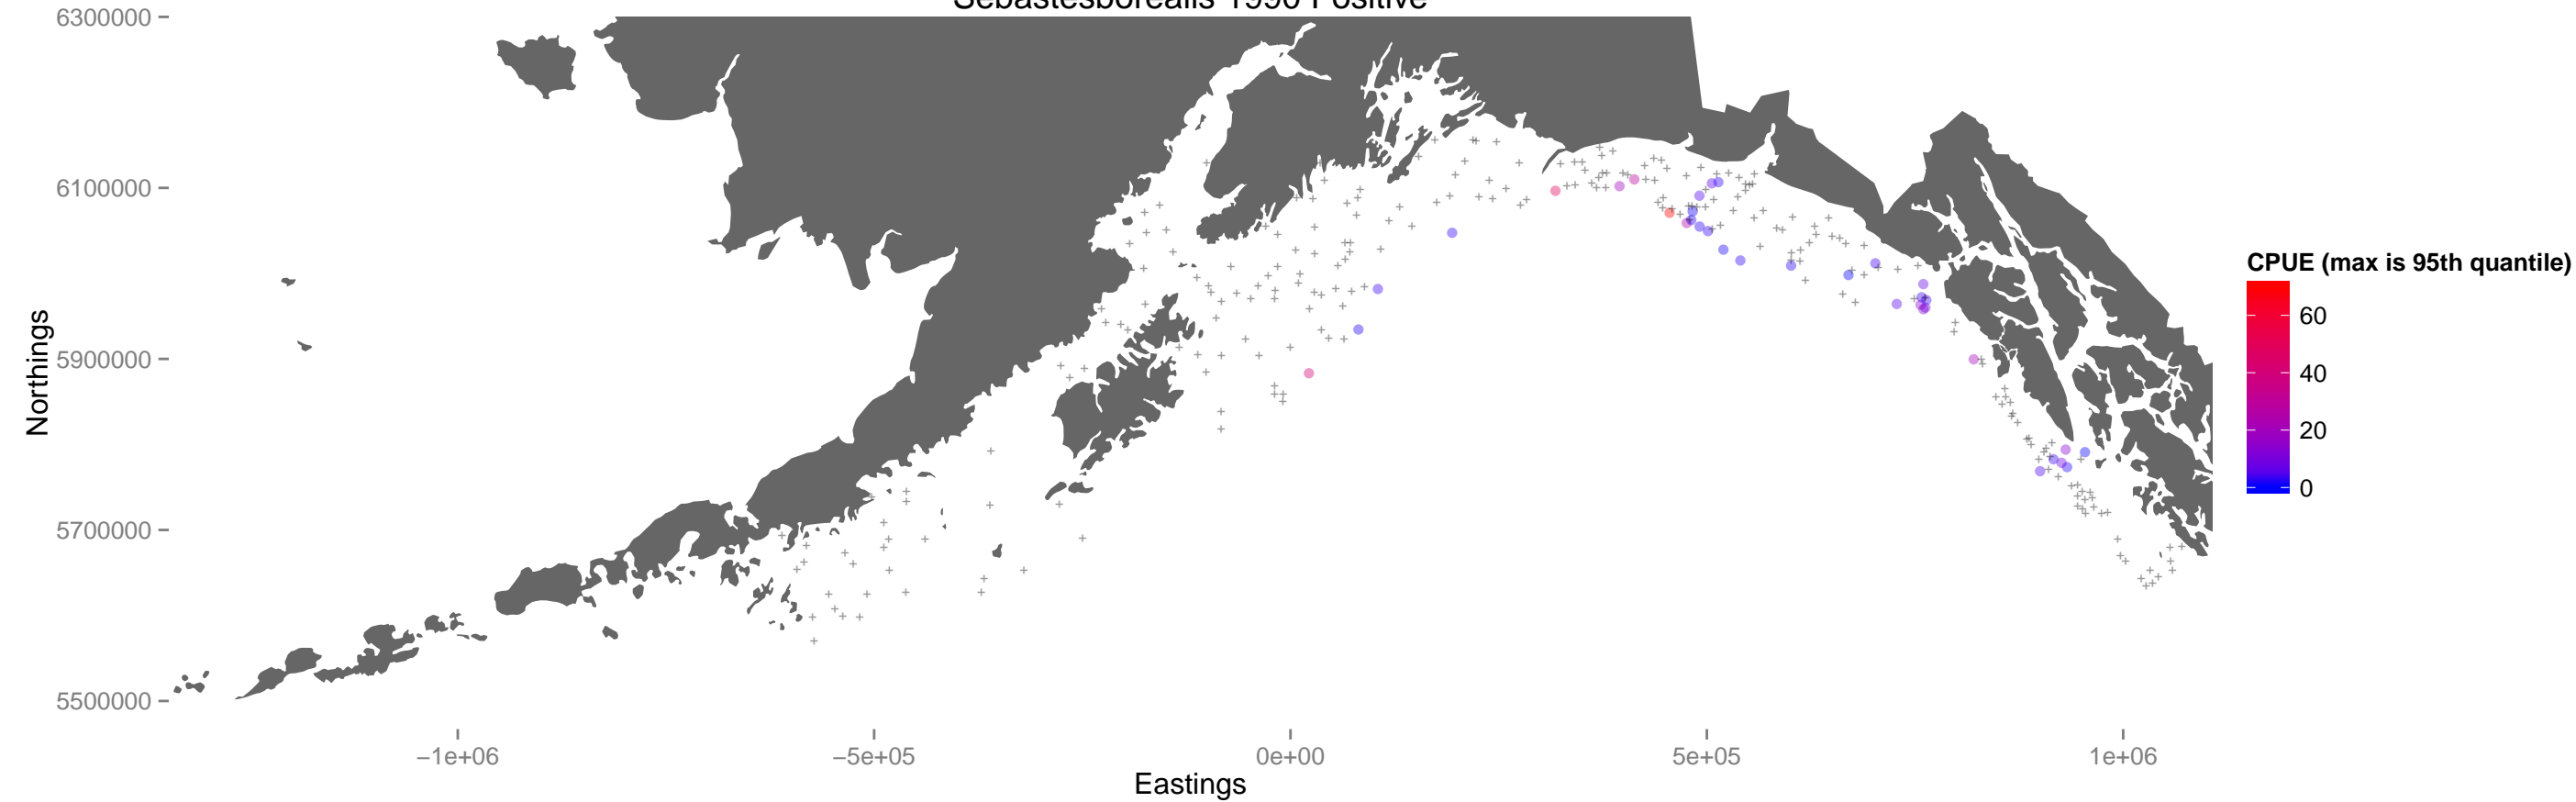 Sebastesborealis 1990 Positive
6300000
6100000
5900000
5700000
5500000
Northings
−1e+06
−5e+05
0e+00
5e+05
1e+06
Eastings
CPUE (max is 95th quantile)
60
40
20
0